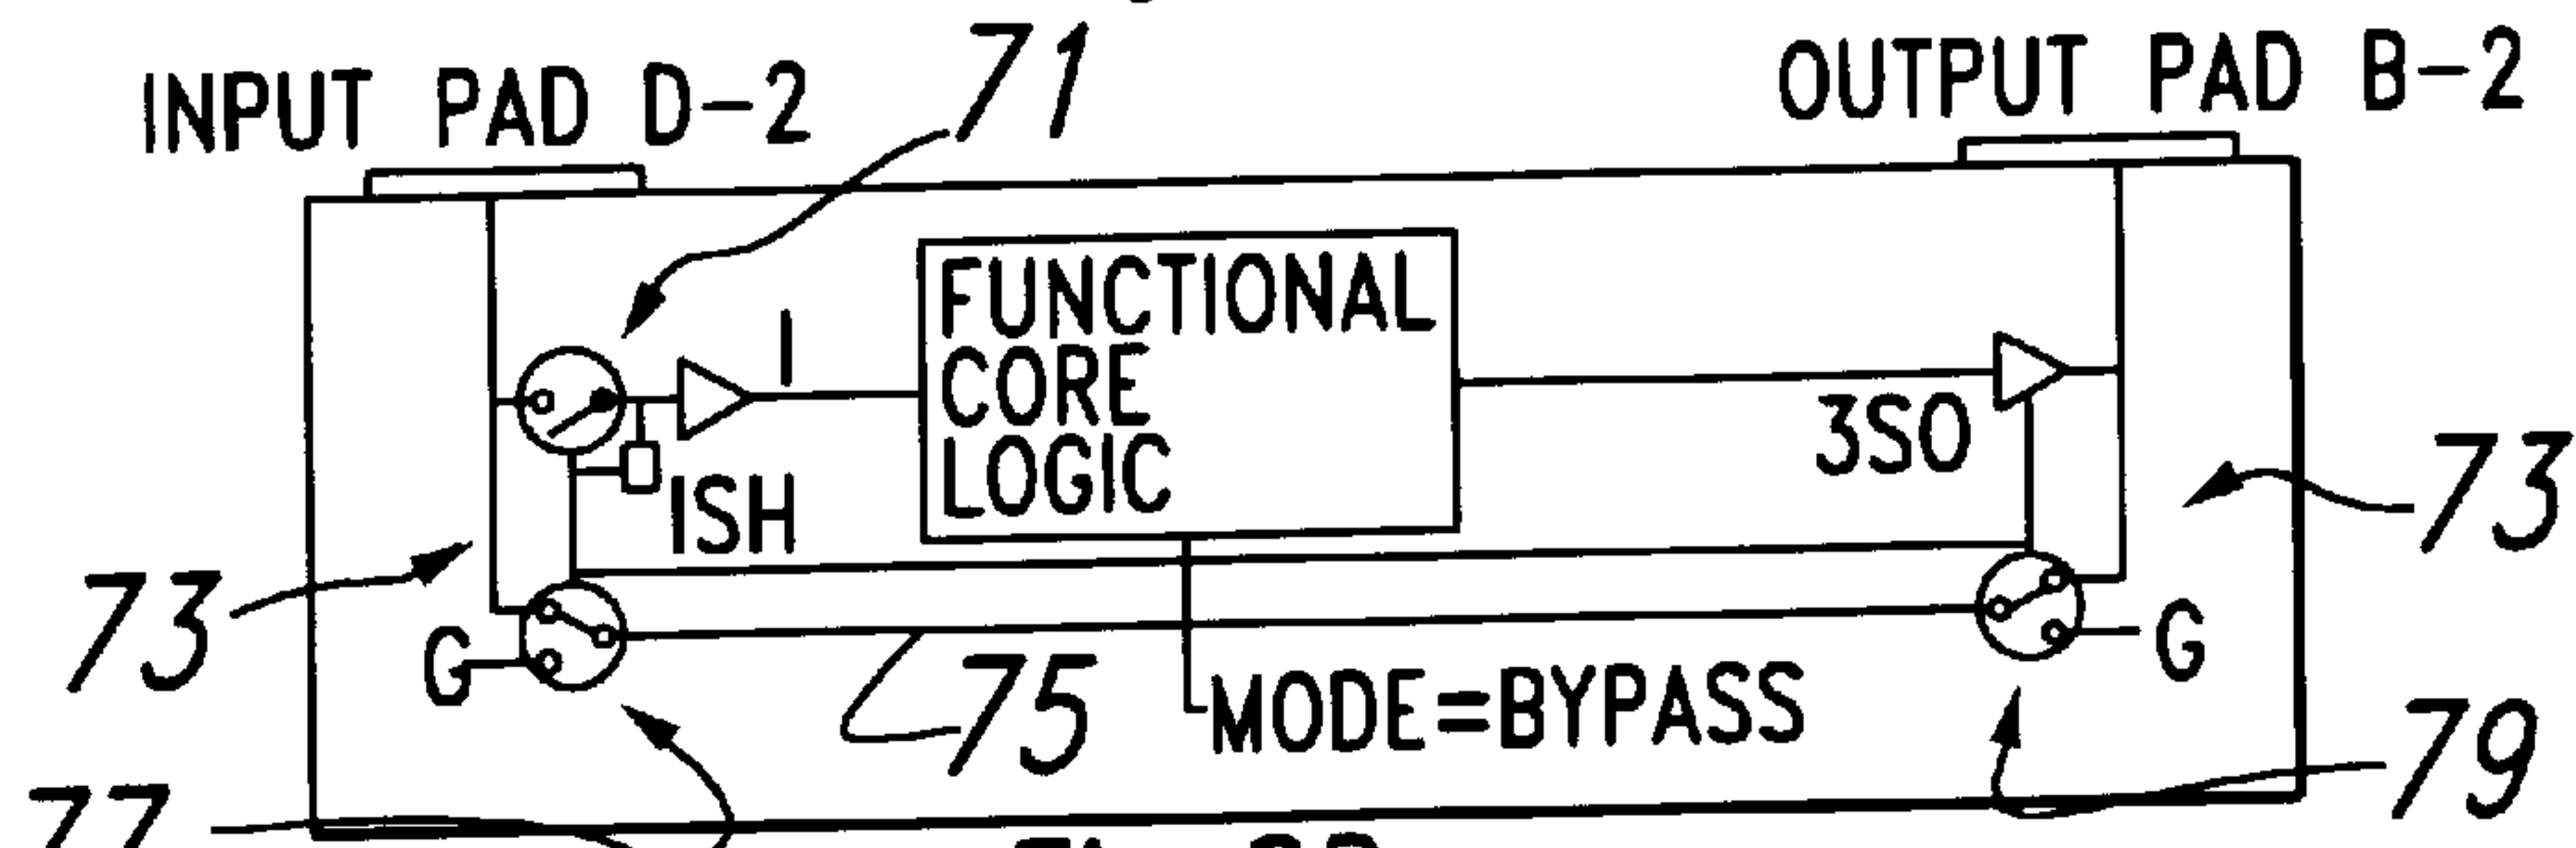 71
INPUT PAD D-2
OUTPUT PAD B-2
FUNCTIONAL
CORE
LOGIC
I
ISH
3SO
73
73
G
G
75
MODE=BYPASS
79
77